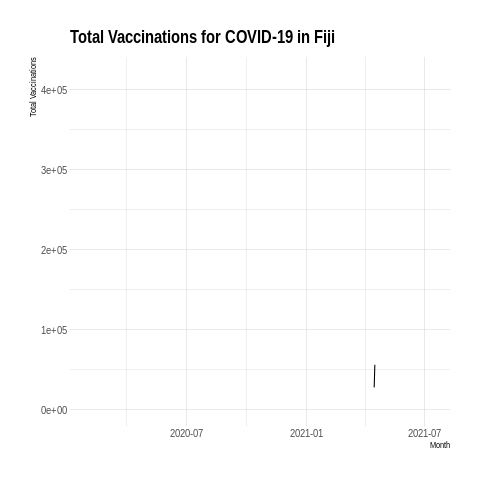 Total Vaccinations for COVID-19 in Fiji
Total Vaccinations
4e+05
3e+05
2e+05
1e+05
0e+00
2020-07 2021-01 2021-07
Month